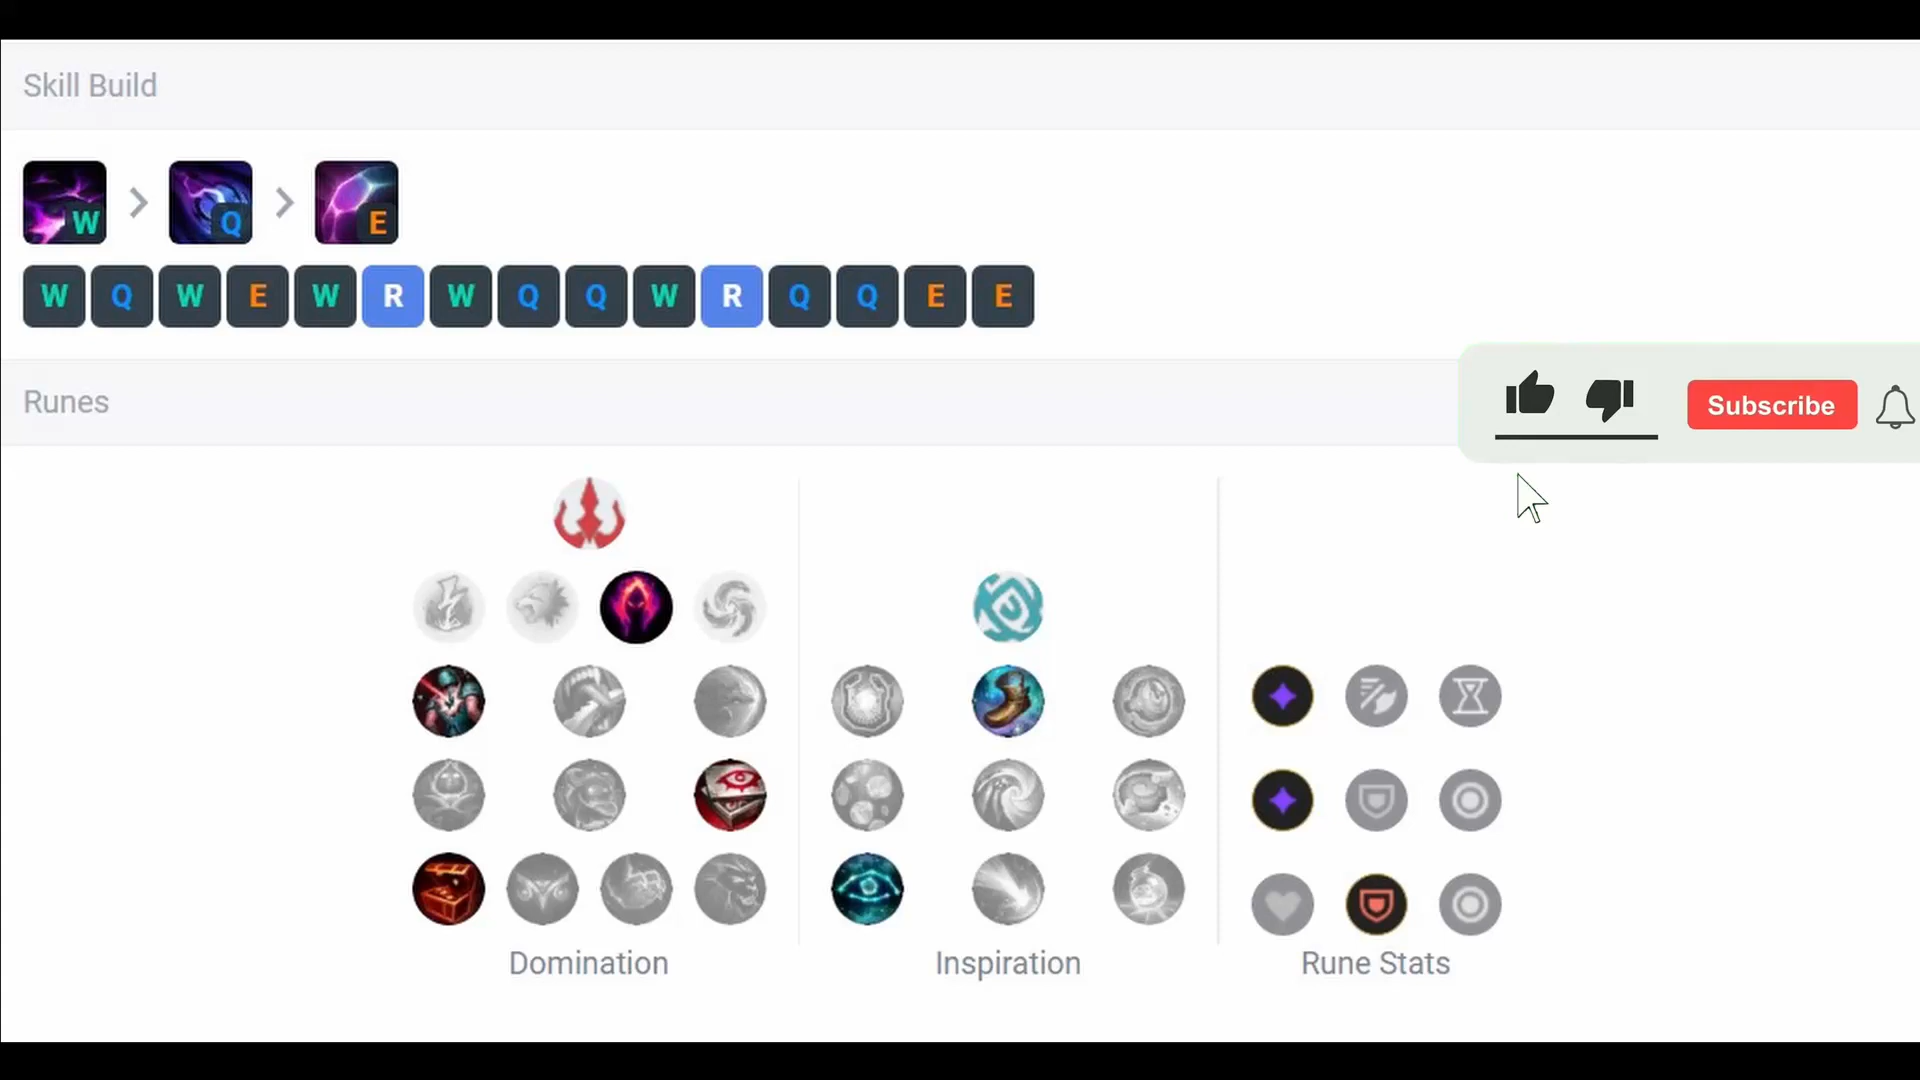 Skill Build
W Q E
W Q W E W R W Q Q W R Q Q E E
Runes
Subscribe
Domination Inspiration Rune Stats